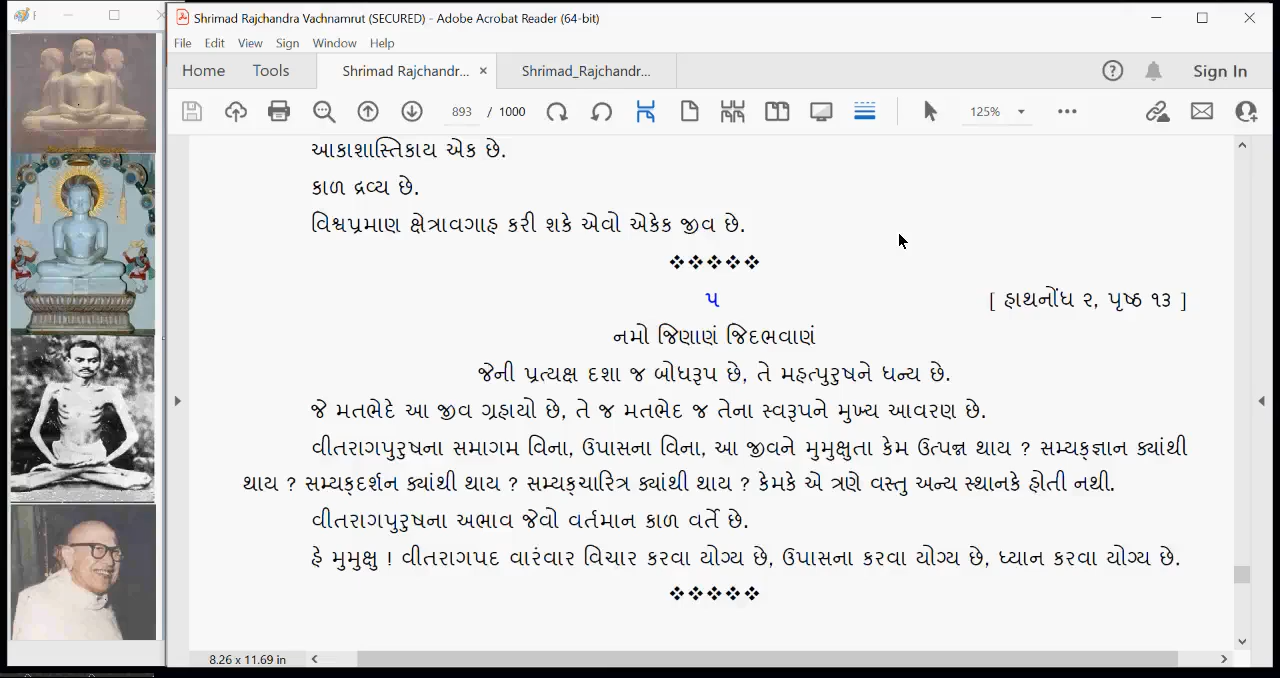 Shrimad Rajchandra Vachnamrut (SECURED) - Adobe Acrobat Reader (64-bit)
File Edit View Sign Window Help
Home Tools Shrimad Rajchandr... × Shrimad_Rajchandr... Sign In
893 / 1000 125%
આકાશાસ્તિકાય એક છે.
કાળ દ્રવ્ય છે.
વિશ્વપ્રમાણ ક્ષેત્રાવગાહ કરી શકે એવો એકેક જીવ છે.
❖❖❖❖❖
૫ [ હાથનોંધ ૨, પૃષ્ઠ ૧૩ ]
નમો જિણાણં જિદભવાણં
જેની પ્રત્યક્ષ દશા જ બોધરૂપ છે, તે મહત્પુરુષને ધન્ય છે.
જે મતભેદે આ જીવ ગ્રહાયો છે, તે જ મતભેદ જ તેના સ્વરૂપને મુખ્ય આવરણ છે.
વીતરાગપુરુષના સમાગમ વિના, ઉપાસના વિના, આ જીવને મુમુક્ષુતા કેમ ઉત્પન્ન થાય ? સમ્યક્જ્ઞાન ક્યાંથી
થાય ? સમ્યક્દર્શન ક્યાંથી થાય ? સમ્યક્ચારિત્ર ક્યાંથી થાય ? કેમકે એ ત્રણે વસ્તુ અન્ય સ્થાનકે હોતી નથી.
વીતરાગપુરુષના અભાવ જેવો વર્તમાન કાળ વર્તે છે.
હે મુમુક્ષુ ! વીતરાગપદ વારંવાર વિચાર કરવા યોગ્ય છે, ઉપાસના કરવા યોગ્ય છે, ધ્યાન કરવા યોગ્ય છે.
❖❖❖❖❖
8.26 x 11.69 in